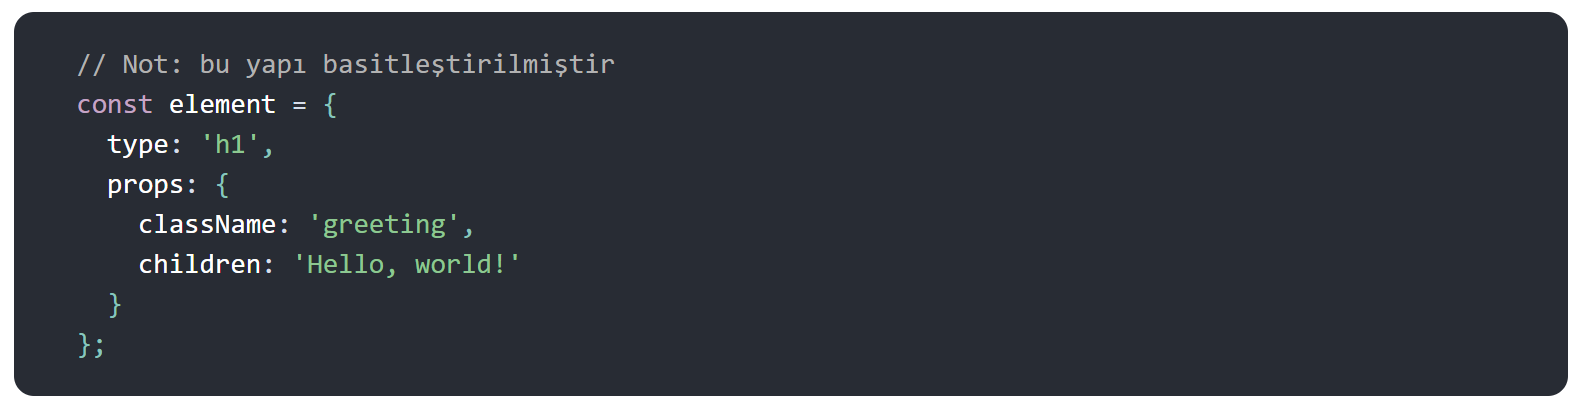 // Not: bu yapı basitleştirilmiştir
const element = {
  type: 'h1',
  props: {
    className: 'greeting',
    children: 'Hello, world!'
  }
};